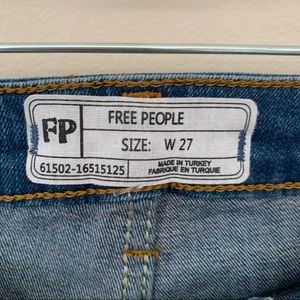 FP
FREE PEOPLE
SIZE: W 27
61502-16515125
MADE IN TURKEY
FABRIQUE EN TURQUIE